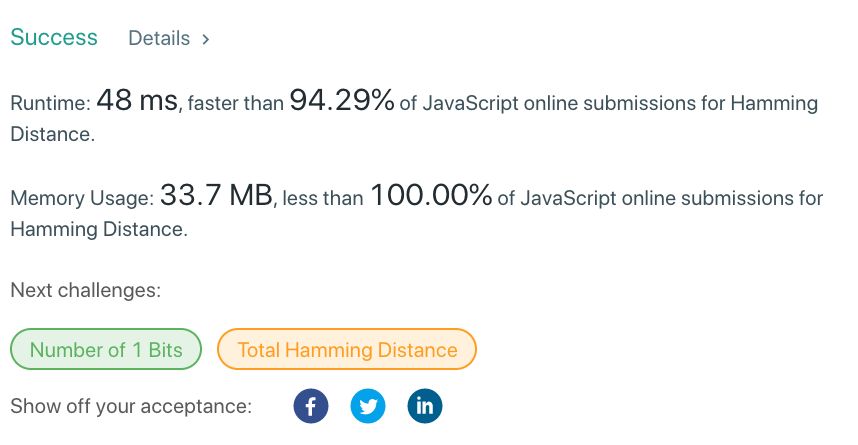 Success Details >
Runtime: 48 ms, faster than 94.29% of JavaScript online submissions for Hamming
Distance.
Memory Usage: 33.7 MB, less than 100.00% of JavaScript online submissions for
Hamming Distance.
Next challenges:
Number of 1 Bits Total Hamming Distance
Show off your acceptance: f in